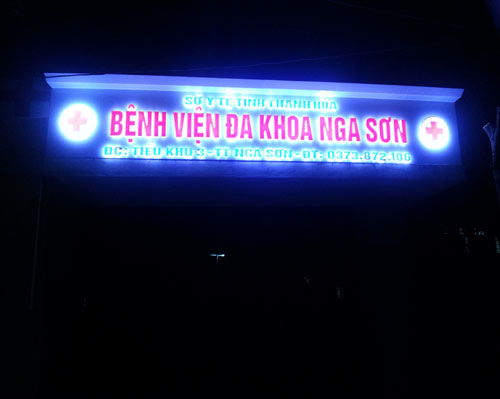 SỞ Y TẾ TỈNH THANH HÓA
BỆNH VIỆN ĐA KHOA NGA SƠN
ĐC: TIỂU KHU 3 - TT NGA SƠN - ĐT: 0373.872.106